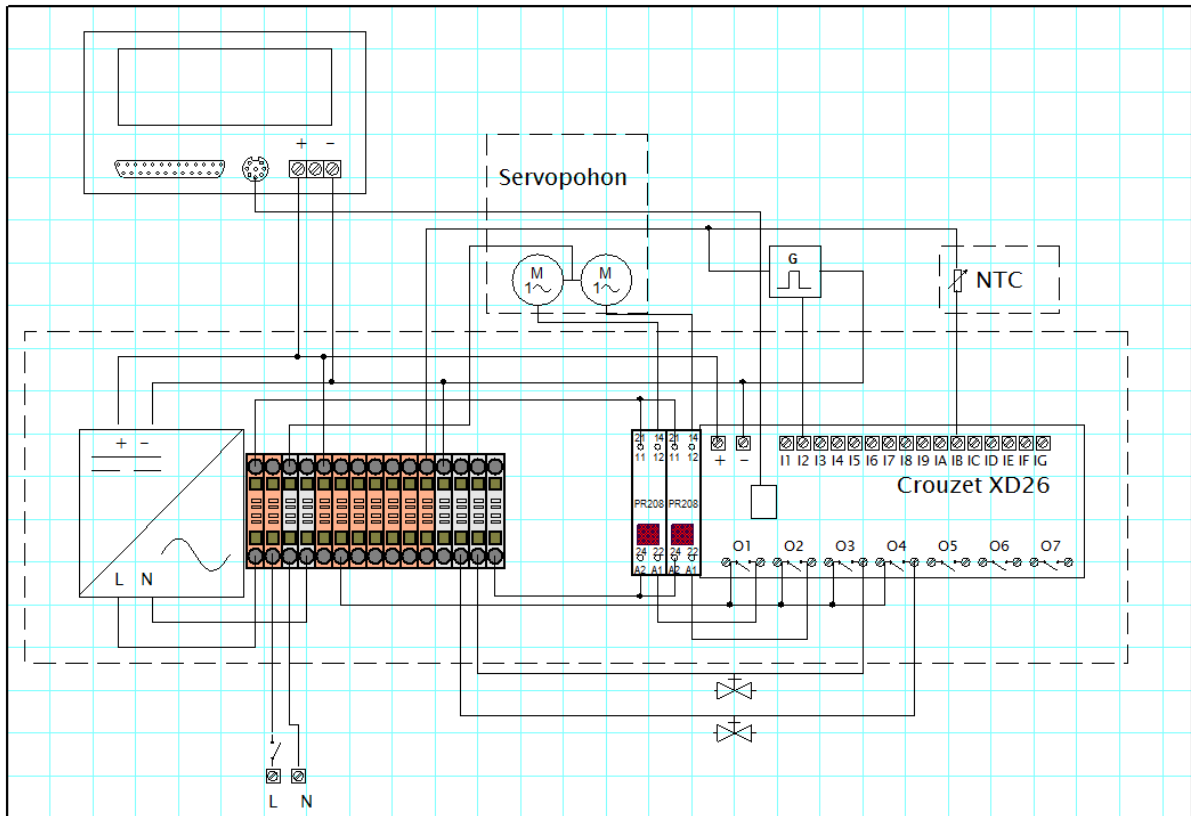 + −
Servopohon
M
1
M
1
G
NTC
+ −
L N
21 14 21 14
11 12 11 12
PR208 PR208
24 22 24 22
A2 A1 A2 A1
+ −
I1 I2 I3 I4 I5 I6 I7 I8 I9 IA IB IC ID IE IF IG
Crouzet XD26
O1 O2 O3 O4 O5 O6 O7
L N